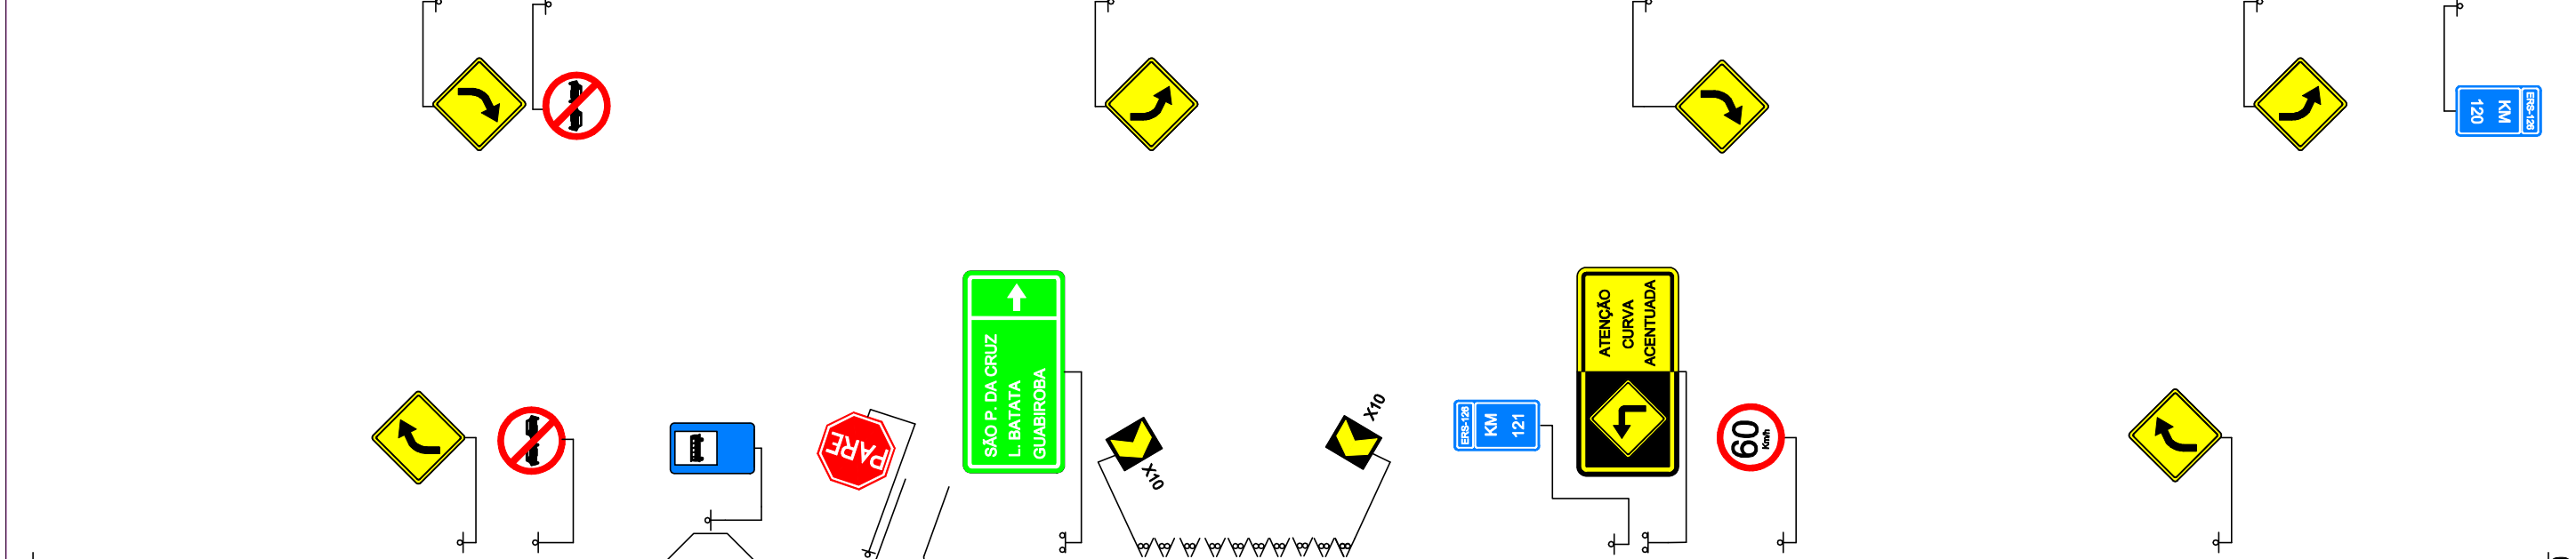 ERS-126
KM
120
PARE
SÃO P. DA CRUZ
L. BATATA
GUABIROBA
X10
X10
ERS-126
KM
121
ATENÇÃO
CURVA
ACENTUADA
60
Km/h